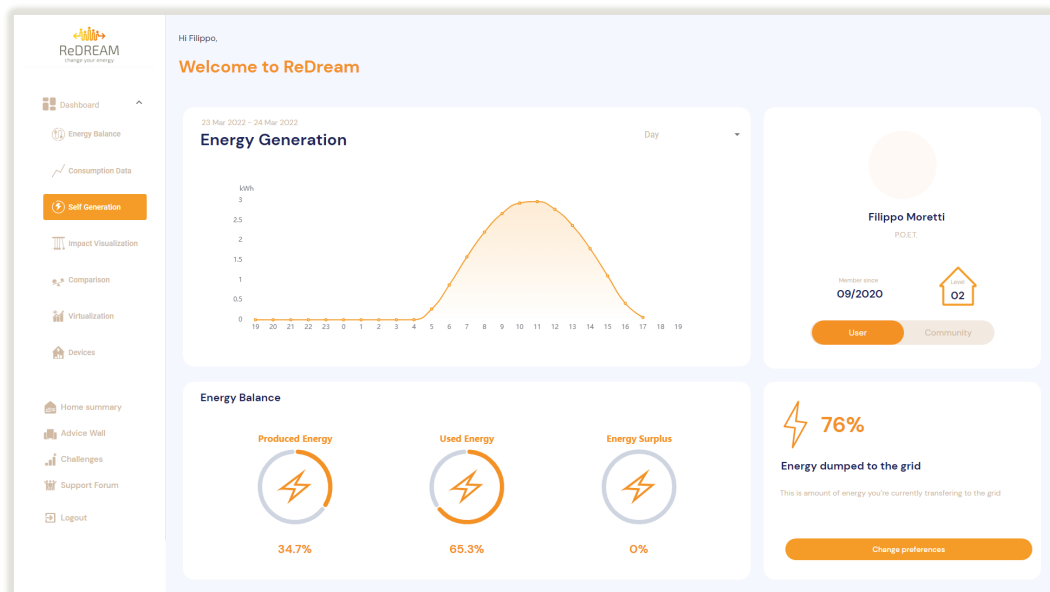 ReDREAM
change your energy
Dashboard
Energy Balance
Consumption Data
Self Generation
Impact Visualization
Comparison
Virtualization
Devices
Home summary
Advice Wall
Challenges
Support Forum
Logout
Hi Filippo,
Welcome to ReDream
23 Mar 2022 - 24 Mar 2022
Energy Generation
Day
kWh
3
2.5
2
1.5
1
0.5
0
19 20 21 22 23 0 1 2 3 4 5 6 7 8 9 10 11 12 13 14 15 16 17 18 19
Filippo Moretti
P.O.E.T.
Member since
09/2020
Level
02
User
Community
Energy Balance
Produced Energy
Used Energy
Energy Surplus
34.7%
65.3%
0%
76%
Energy dumped to the grid
This is amount of energy you're currently transfering to the grid
Change preferences